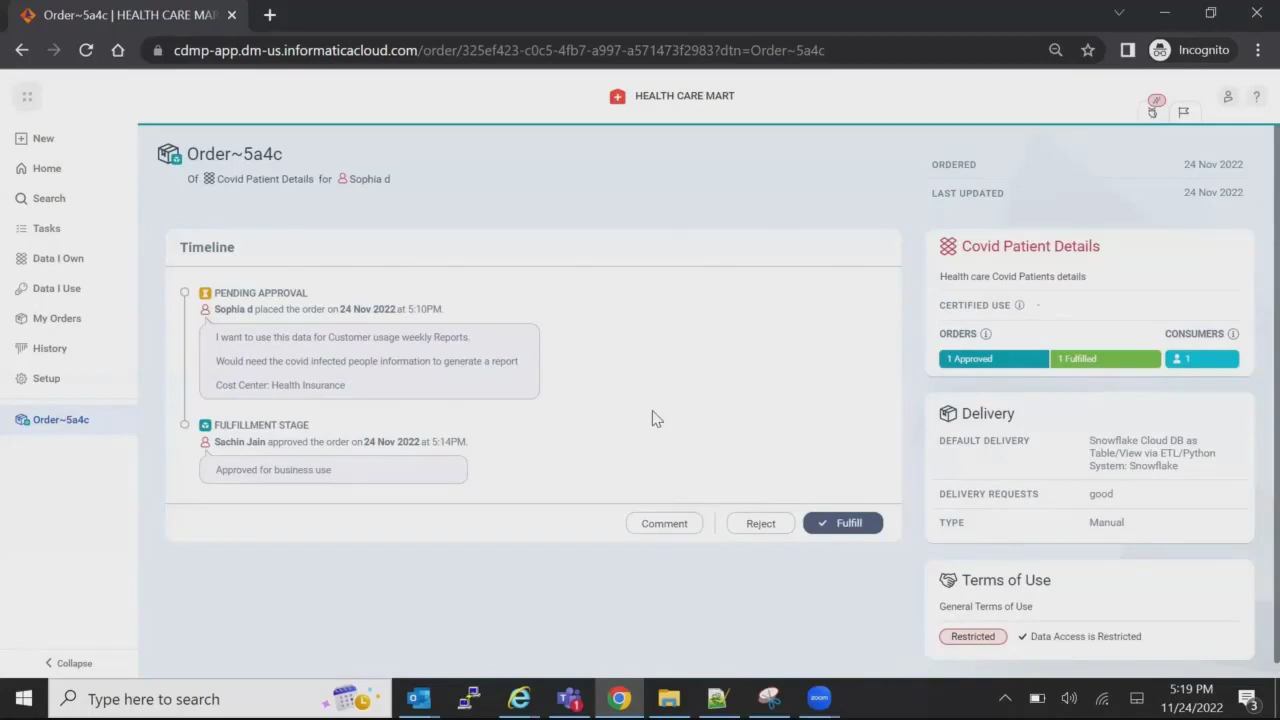 Order~5a4c | HEALTH CARE MAR
cdmp-app.dm-us.informaticacloud.com/order/325ef423-c0c5-4fb7-a997-a571473f2983?dtn=Order~5a4c
Incognito
HEALTH CARE MART
New
Home
Search
Tasks
Data I Own
Data I Use
My Orders
History
Setup
Order~5a4c
Collapse
Order~5a4c
Of Covid Patient Details for Sophia d
ORDERED 24 Nov 2022
LAST UPDATED 24 Nov 2022
Timeline
PENDING APPROVAL
Sophia d placed the order on 24 Nov 2022 at 5:10PM.
I want to use this data for Customer usage weekly Reports.
Would need the covid infected people information to generate a report
Cost Center: Health Insurance
FULFILLMENT STAGE
Sachin Jain approved the order on 24 Nov 2022 at 5:14PM.
Approved for business use
Comment Reject Fulfill
Covid Patient Details
Health care Covid Patients details
CERTIFIED USE -
ORDERS CONSUMERS
1 Approved 1 Fulfilled 1
Delivery
DEFAULT DELIVERY Snowflake Cloud DB as
Table/View via ETL/Python
System: Snowflake
DELIVERY REQUESTS good
TYPE Manual
Terms of Use
General Terms of Use
Restricted Data Access is Restricted
Type here to search
zoom
5:19 PM
11/24/2022
3